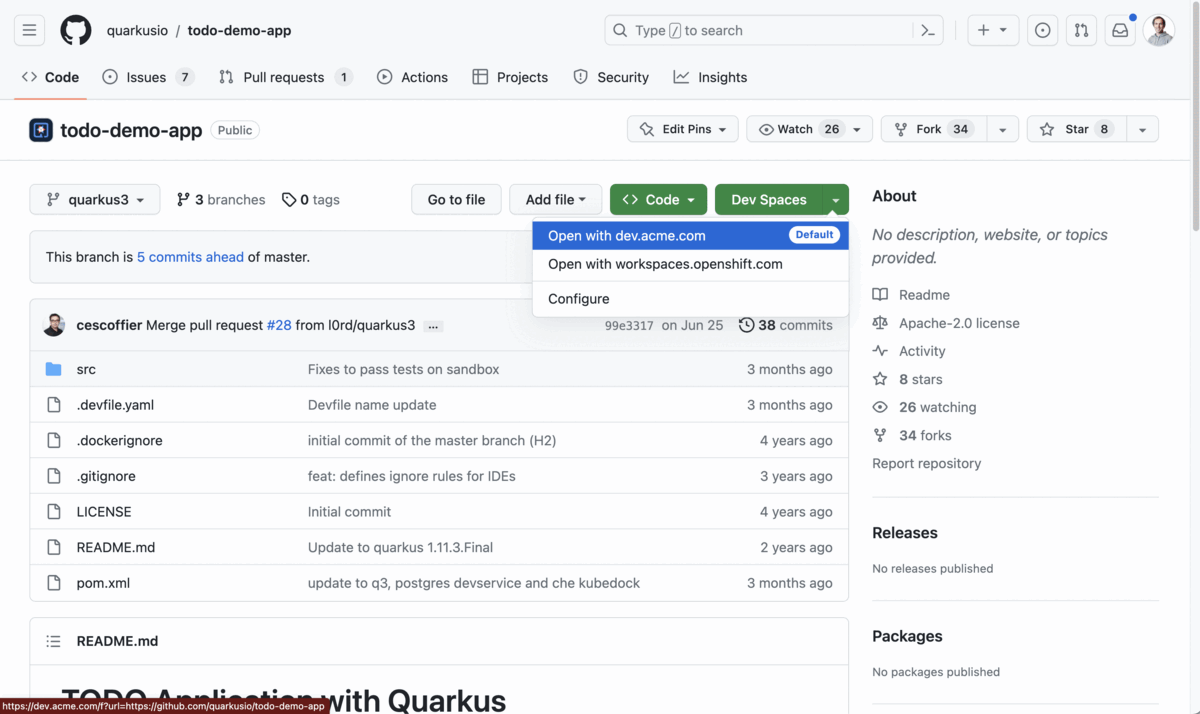 quarkusio / todo-demo-app
Type / to search
Code
Issues 7
Pull requests 1
Actions
Projects
Security
Insights
todo-demo-app Public
Edit Pins
Watch 26
Fork 34
Star 8
quarkus3
3 branches
0 tags
Go to file
Add file
Code
Dev Spaces
Open with dev.acme.com Default
Open with workspaces.openshift.com
Configure
This branch is 5 commits ahead of master.
cescoffier Merge pull request #28 from l0rd/quarkus3 ... 99e3317 on Jun 25 38 commits
src Fixes to pass tests on sandbox 3 months ago
.devfile.yaml Devfile name update 3 months ago
.dockerignore initial commit of the master branch (H2) 4 years ago
.gitignore feat: defines ignore rules for IDEs 3 years ago
LICENSE Initial commit 4 years ago
README.md Update to quarkus 1.11.3.Final 2 years ago
pom.xml update to q3, postgres devservice and che kubedock 3 months ago
README.md
TODO Application with Quarkus
https://dev.acme.com/f?url=https://github.com/quarkusio/todo-demo-app
About
No description, website, or topics
provided.
Readme
Apache-2.0 license
Activity
8 stars
26 watching
34 forks
Report repository
Releases
No releases published
Packages
No packages published